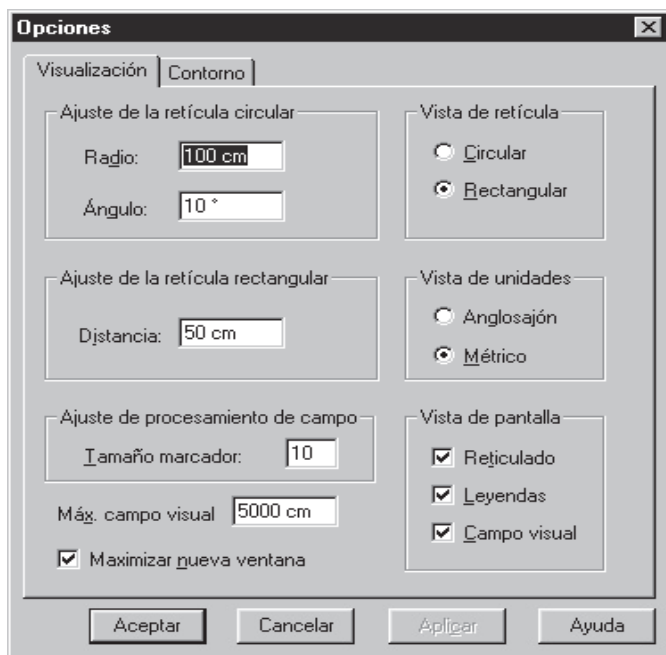 Opciones
Visualización
Contorno
Ajuste de la retícula circular
Radio: 100 cm
Ángulo: 10 °
Vista de retícula
Circular
Rectangular
Ajuste de la retícula rectangular
Distancia: 50 cm
Vista de unidades
Anglosajón
Métrico
Ajuste de procesamiento de campo
Tamaño marcador: 10
Máx. campo visual 5000 cm
Maximizar nueva ventana
Vista de pantalla
Reticulado
Leyendas
Campo visual
Aceptar
Cancelar
Aplicar
Ayuda